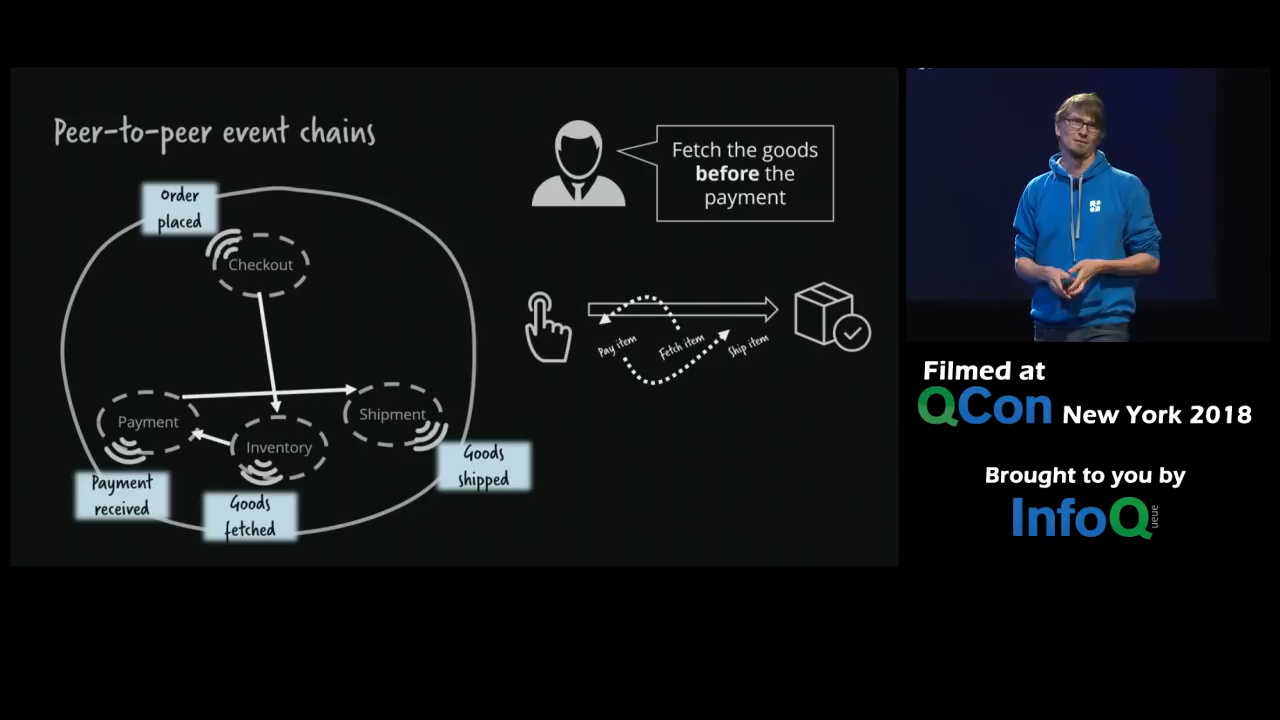 Peer-to-peer event chains
Order
placed
Checkout
Payment
Inventory
Shipment
Payment
received
Goods
fetched
Goods
shipped
Fetch the goods
before the
payment
Pay item
Fetch item
Ship item
Filmed at
QCon New York 2018
Brought to you by
InfoQ
ueue